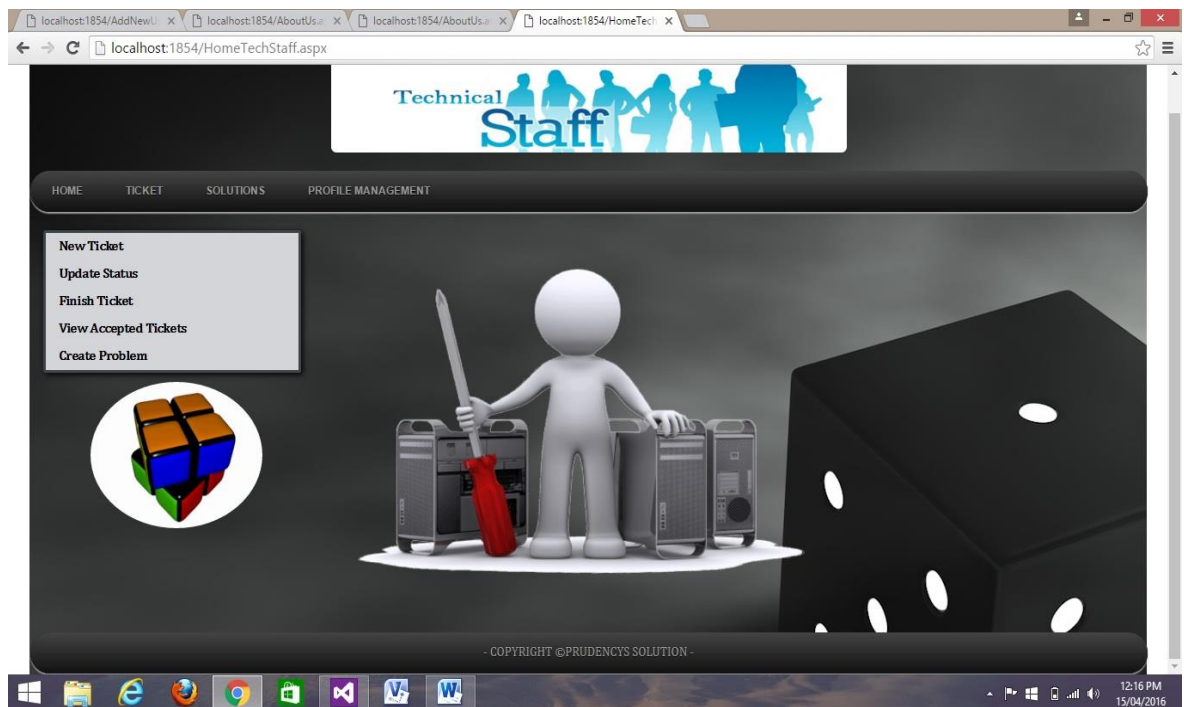 localhost:1854/AddNewU
localhost:1854/AboutUs.a
localhost:1854/AboutUs.a
localhost:1854/HomeTech
localhost:1854/HomeTechStaff.aspx
Technical
Staff
HOME TICKET SOLUTIONS PROFILE MANAGEMENT
New Ticket
Update Status
Finish Ticket
View Accepted Tickets
Create Problem
- COPYRIGHT ©PRUDENCYS SOLUTION -
12:16 PM
15/04/2016